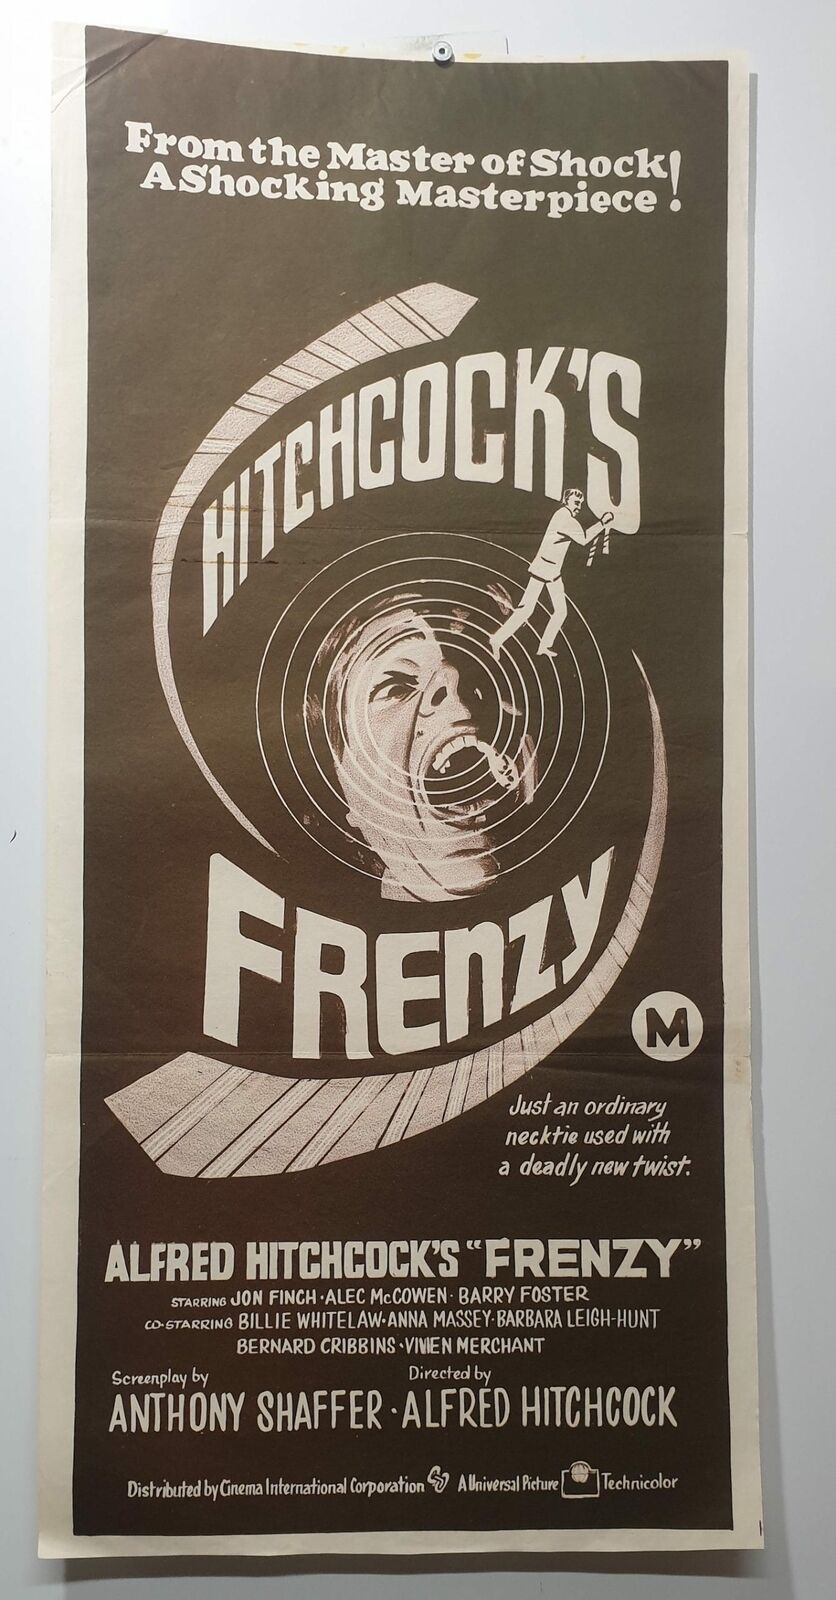 From the Master of Shock!
A Shocking Masterpiece!
HITCHCOCK'S
FRENZY
M
Just an ordinary
necktie used with
a deadly new twist.
ALFRED HITCHCOCK'S "FRENZY"
STARRING JON FINCH · ALEC McCOWEN · BARRY FOSTER
CO-STARRING BILLIE WHITELAW · ANNA MASSEY · BARBARA LEIGH-HUNT
BERNARD CRIBBINS · VIVIEN MERCHANT
Screenplay by Directed by
ANTHONY SHAFFER · ALFRED HITCHCOCK
Distributed by Cinema International Corporation A Universal Picture Technicolor